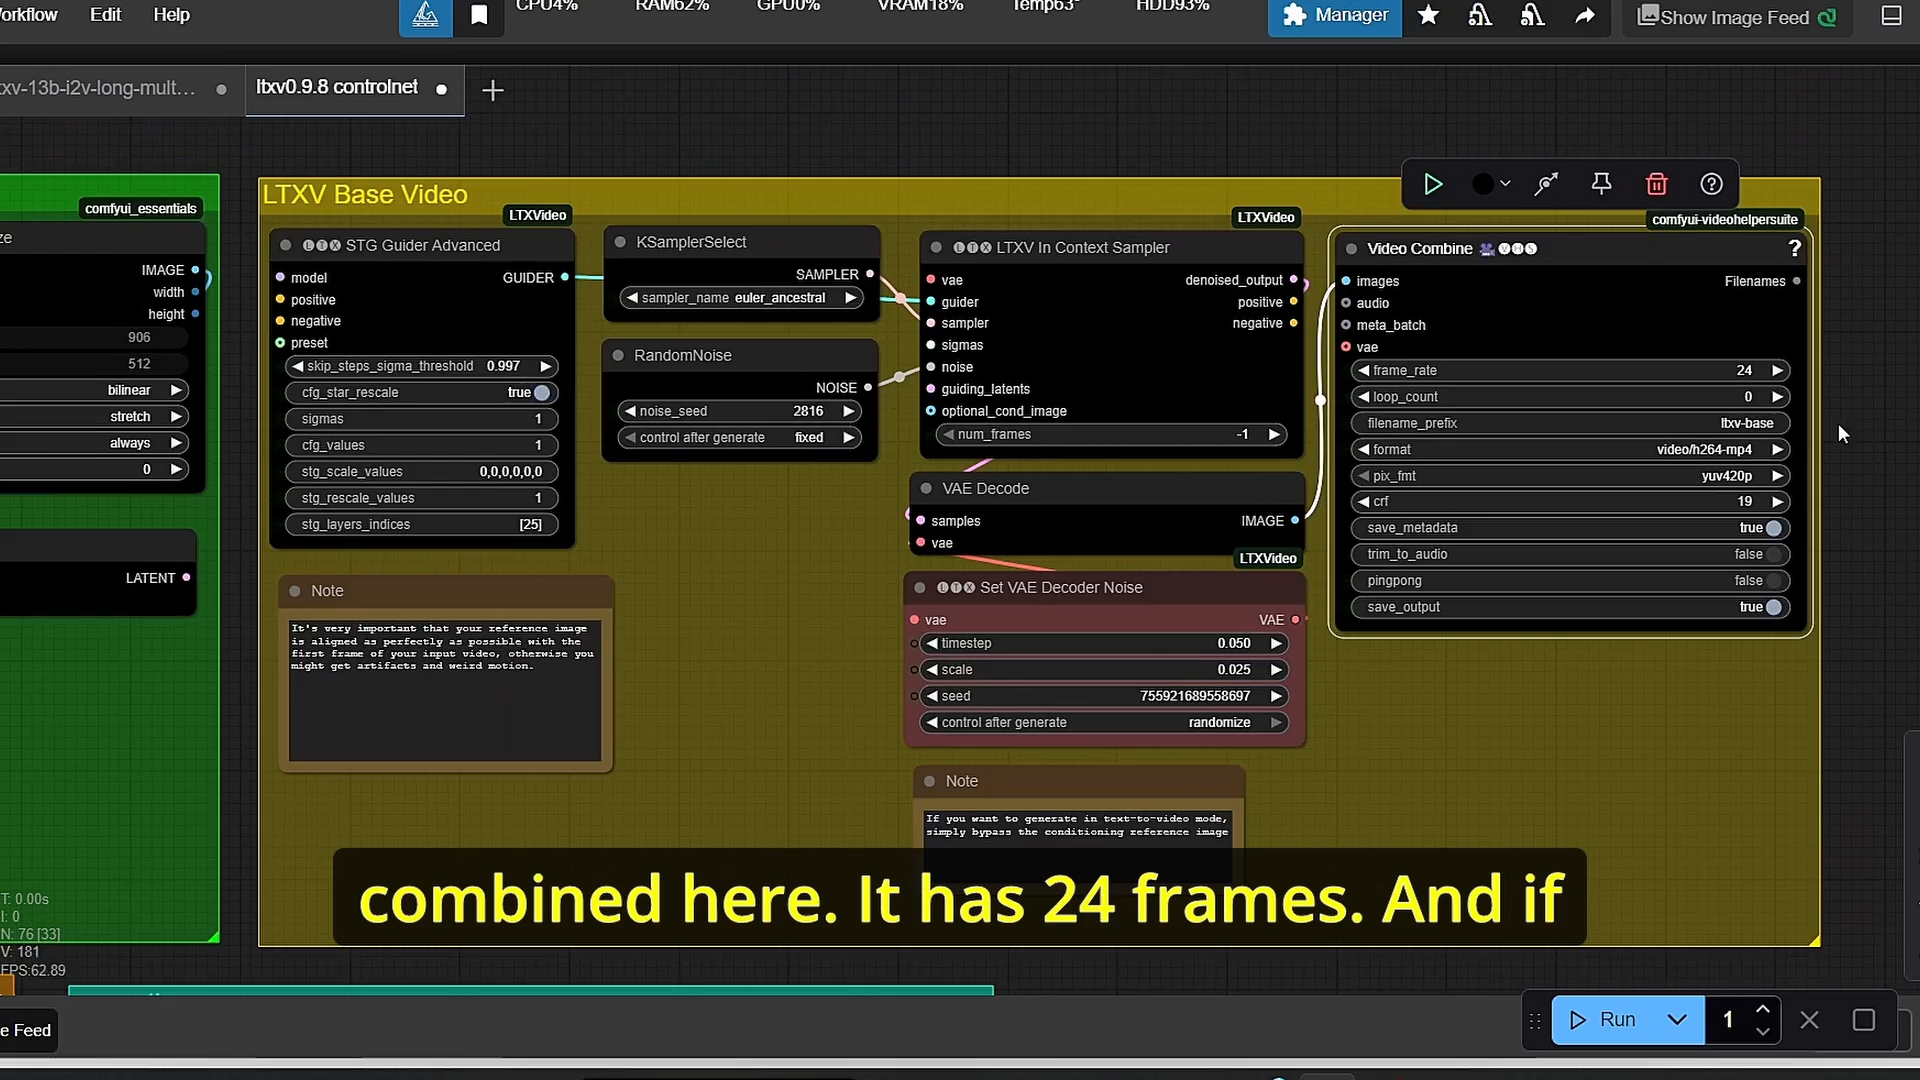 orkflow Edit Help CPU4% RAM62% GPU0% VRAM18% Temp63° HDD93% Manager Show Image Feed
txv-13b-i2v-long-mult... ltxv0.9.8 controlnet
comfyui_essentials
ze
IMAGE
width
height
906
512
bilinear
stretch
always
0
LATENT
LTXV Base Video
LTXVideo
STG Guider Advanced
model GUIDER
positive
negative
preset
skip_steps_sigma_threshold 0.997
cfg_star_rescale true
sigmas 1
cfg_values 1
stg_scale_values 0,0,0,0,0,0
stg_rescale_values 1
stg_layers_indices [25]
KSamplerSelect
SAMPLER
sampler_name euler_ancestral
RandomNoise
NOISE
noise_seed 2816
control after generate fixed
LTXVideo
LTXV In Context Sampler
vae denoised_output
guider positive
sampler negative
sigmas
noise
guiding_latents
optional_cond_image
num_frames -1
VAE Decode
samples IMAGE
vae
LTXVideo
Set VAE Decoder Noise
vae VAE
timestep 0.050
scale 0.025
seed 755921689558697
control after generate randomize
comfyui-videohelpersuite
Video Combine VHS ?
images Filenames
audio
meta_batch
vae
frame_rate 24
loop_count 0
filename_prefix ltxv-base
format video/h264-mp4
pix_fmt yuv420p
crf 19
save_metadata true
trim_to_audio false
pingpong false
save_output true
Note
It's very important that your reference image
is aligned as perfectly as possible with the
first frame of your input video, otherwise you
might get artifacts and weird motion.
Note
If you want to generate in text-to-video mode,
simply bypass the conditioning reference image
combined here. It has 24 frames. And if
T: 0.00s
I: 0
N: 76 [33]
V: 181
FPS:62.89
e Feed
Run 1